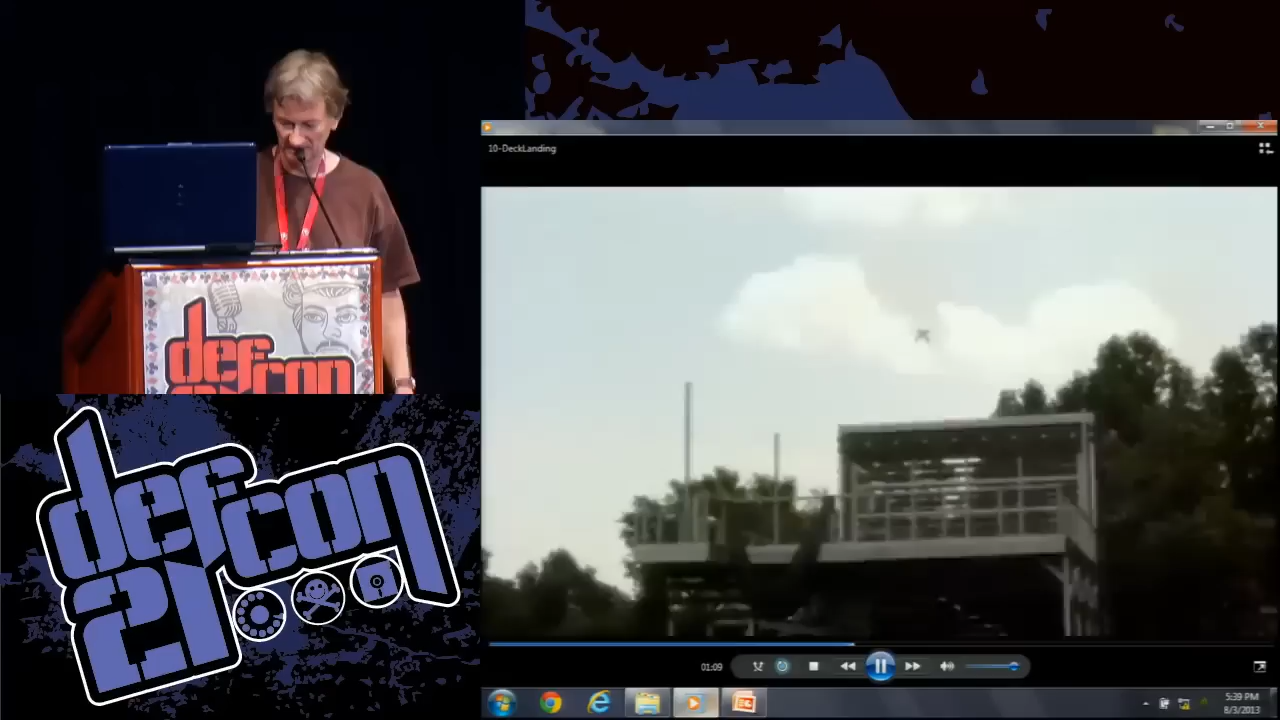 10-DeckLanding
def
con
defcon
21
01:09
5:39 PM
8/3/2013